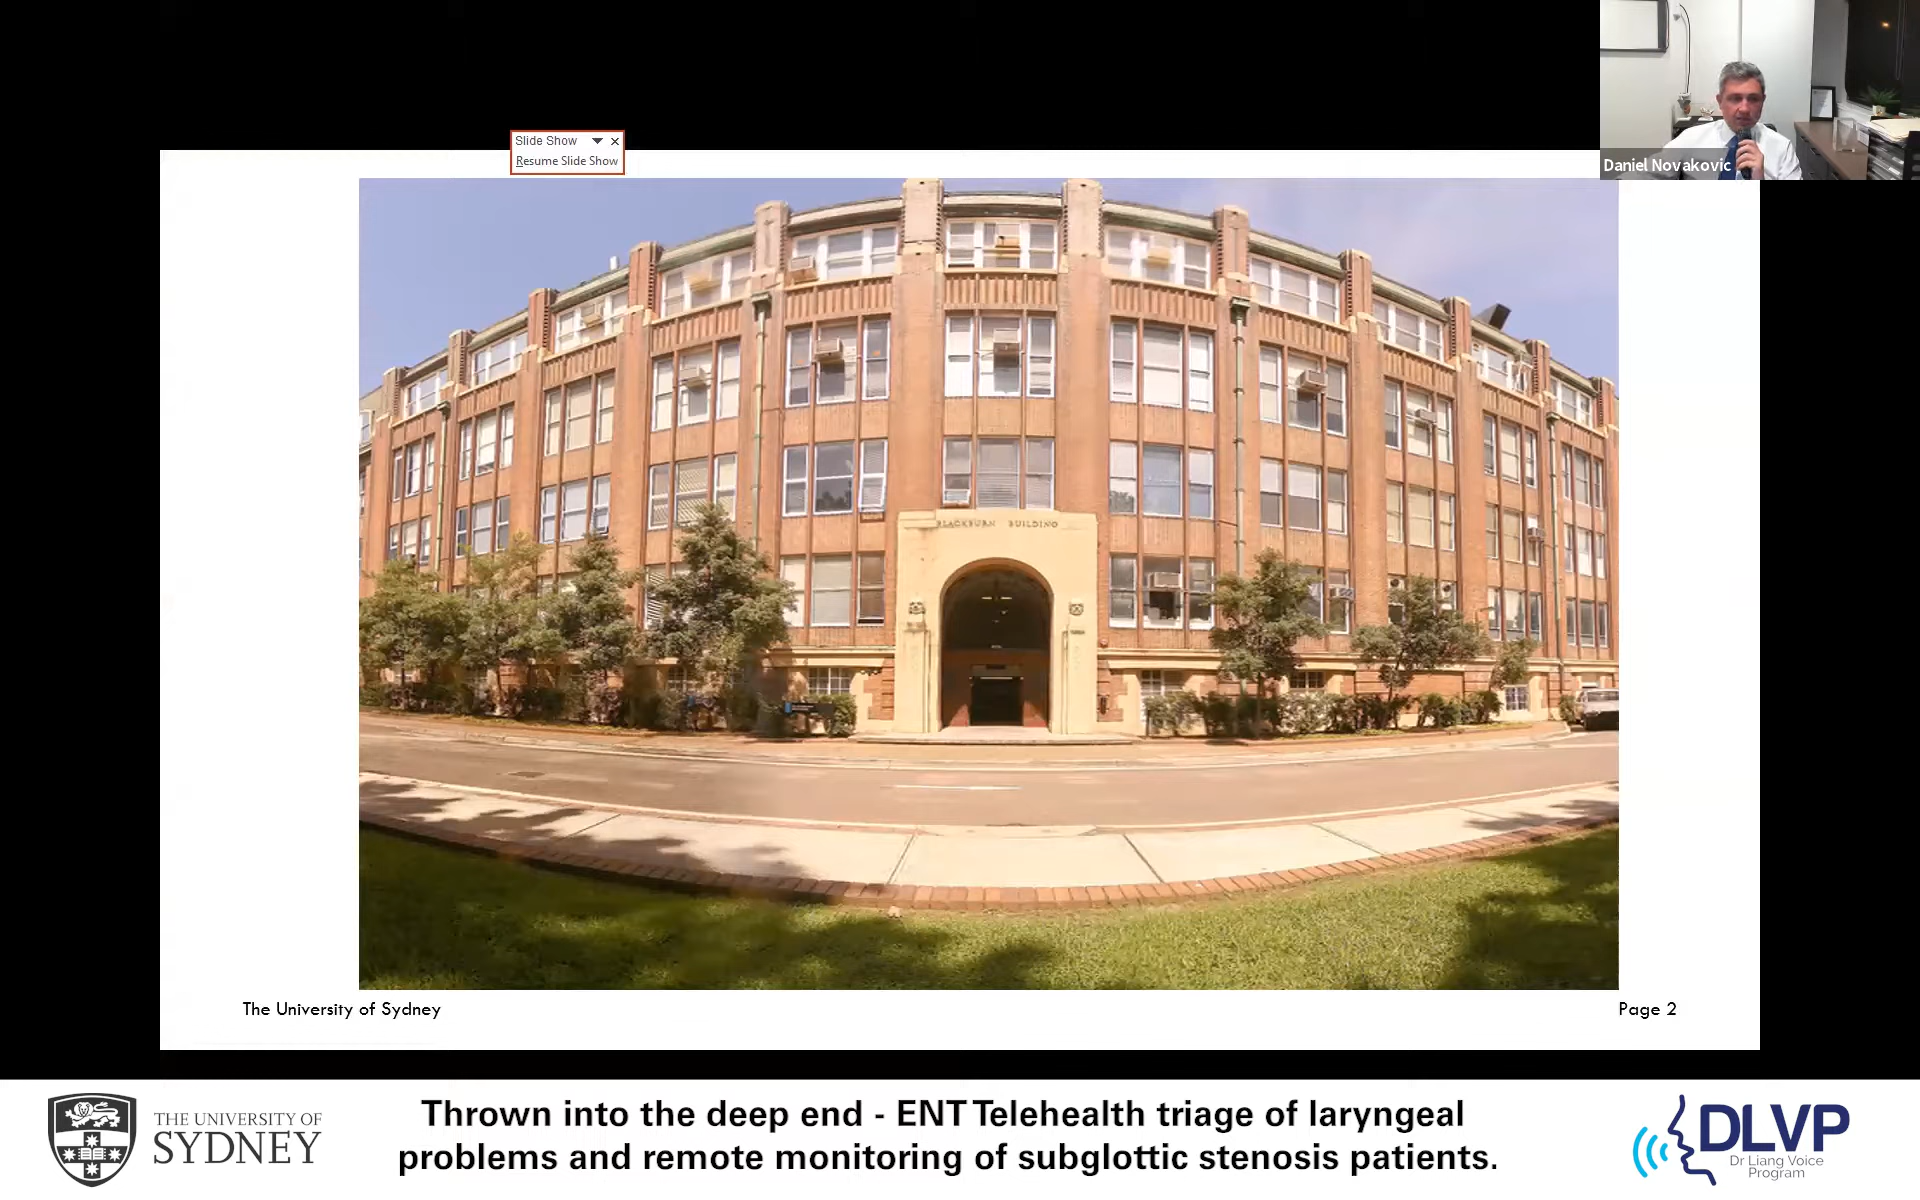 Slide Show
Resume Slide Show
Daniel Novakovic
BLACKBURN BUILDING
The University of Sydney
Page 2
THE UNIVERSITY OF
SYDNEY
Thrown into the deep end - ENT Telehealth triage of laryngeal
problems and remote monitoring of subglottic stenosis patients.
DLVP
Dr Liang Voice
Program